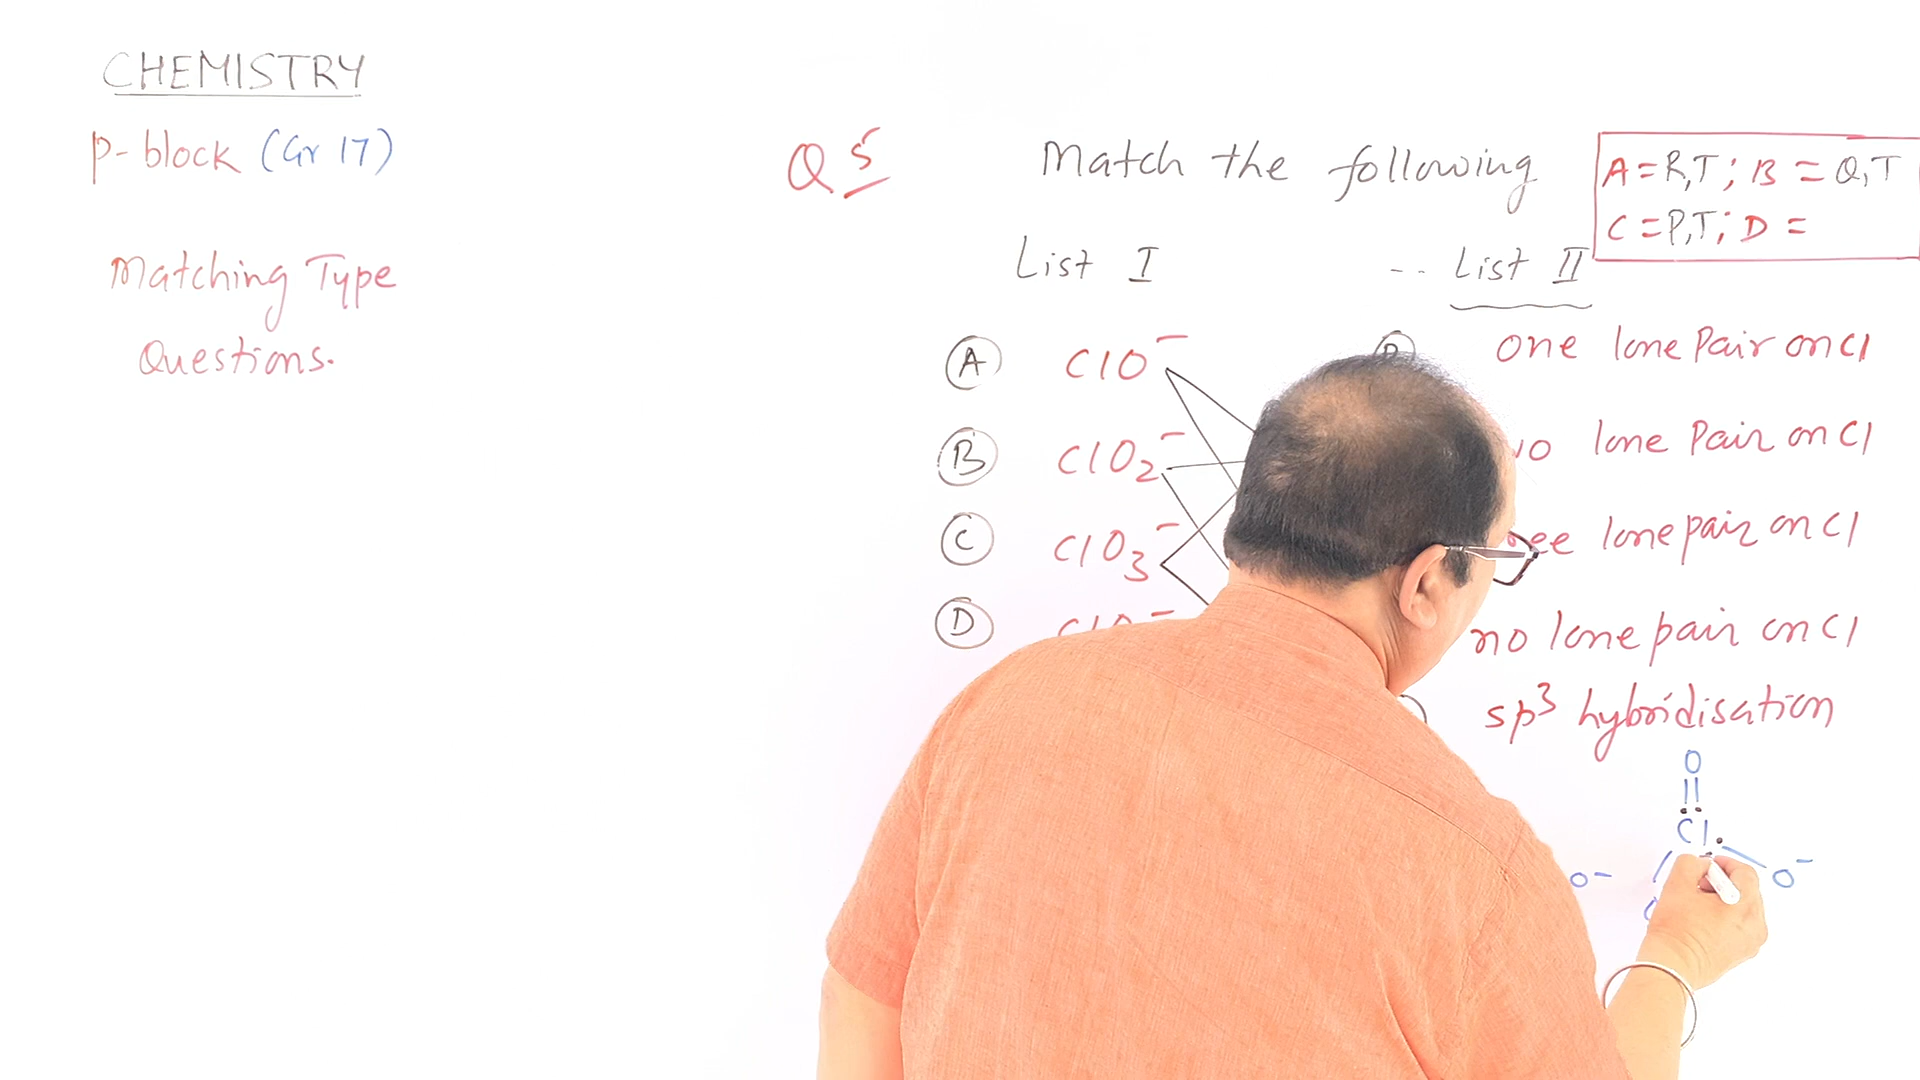 CHEMISTRY
p-block (Gr 17)
Matching Type
Questions.
Q 5
Match the following
A = R,T ; B = Q,T
C = P,T ; D =
List I
-- List II
A ClO⁻
one lone Pair on Cl
B ClO₂⁻
lone Pair on Cl
C ClO₃⁻
lone pair on Cl
D
no lone pair on Cl
sp³ hybridisation
O
Cl
O⁻
O⁻